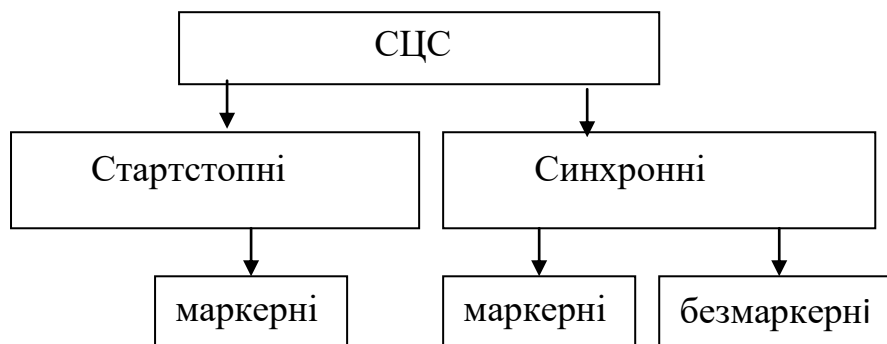 СЦС
Стартстопні
Синхронні
маркерні
маркерні
безмаркерні